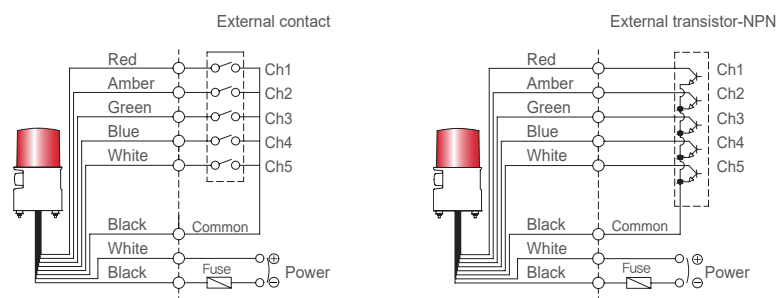 External contact
Red
Ch1
Amber
Ch2
Green
Ch3
Blue
Ch4
White
Ch5
Black
Common
White
Black
Fuse
Power
External transistor-NPN
Red
Ch1
Amber
Ch2
Green
Ch3
Blue
Ch4
White
Ch5
Black
Common
White
Black
Fuse
Power